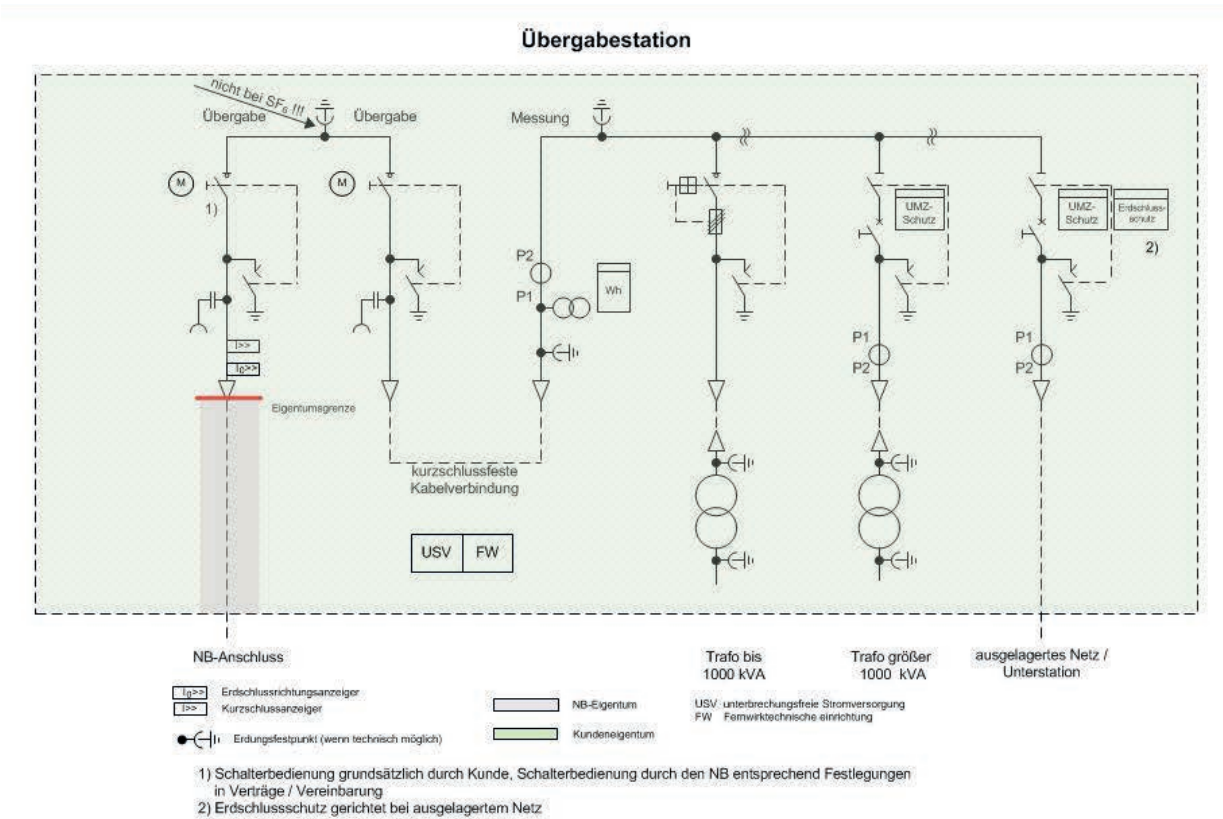 Übergabestation
nicht bei SF₆ !!!
Übergabe
Übergabe
Messung
M
1)
M
UMZ-
Schutz
UMZ-
Schutz
Erdschluss-
schutz
2)
P2
P1
Wh
I>>
I₀>>
P1
P2
P1
P2
Eigentumsgrenze
kurzschlussfeste
Kabelverbindung
USV
FW
NB-Anschluss
Trafo bis
1000 kVA
Trafo größer
1000 kVA
ausgelagertes Netz /
Unterstation
I₀>> Erdschlussrichtungsanzeiger
I>> Kurzschlussanzeiger
Erdungsfestpunkt (wenn technisch möglich)
NB-Eigentum
Kundeneigentum
USV unterbrechungsfreie Stromversorgung
FW Fernwirktechnische einrichtung
1) Schalterbedienung grundsätzlich durch Kunde, Schalterbedienung durch den NB entsprechend Festlegungen
in Verträge / Vereinbarung
2) Erdschlussschutz gerichtet bei ausgelagertem Netz